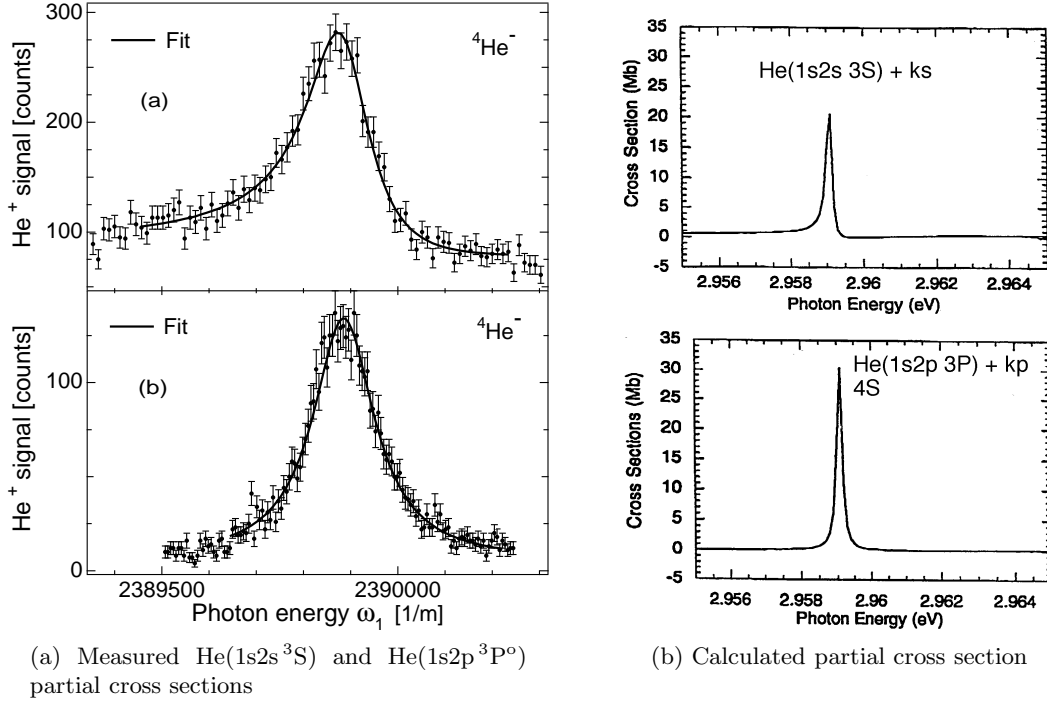 300
Fit
4He-
(a)
250
200
150
100
He+ signal [counts]
Fit
4He-
(b)
100
0
He+ signal [counts]
2389500 2390000
Photon energy ω1 [1/m]
(a) Measured He(1s2s 3S) and He(1s2p 3Po)
partial cross sections
35
30
25
20
15
10
5
0
-5
Cross Section (Mb)
He(1s2s 3S) + ks
2.956 2.958 2.96 2.962 2.964
Photon Energy (eV)
35
30
25
20
15
10
5
0
-5
Cross Sections (Mb)
He(1s2p 3P) + kp
4S
2.956 2.958 2.96 2.962 2.964
Photon Energy (eV)
(b) Calculated partial cross section